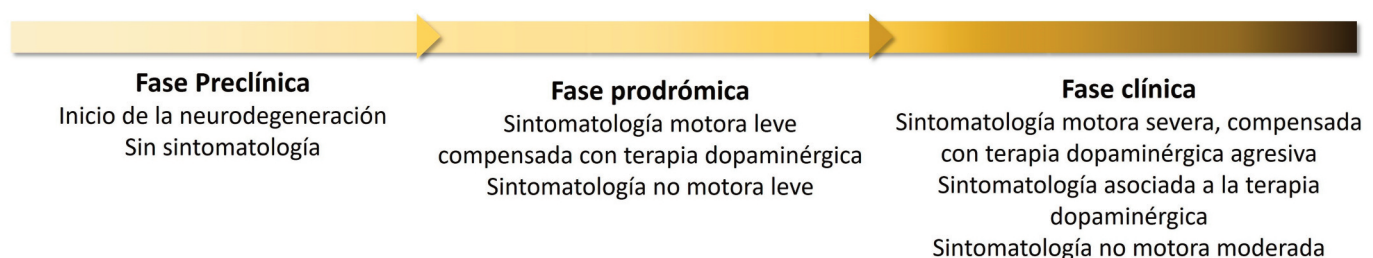 Fase Preclínica
Inicio de la neurodegeneración
Sin sintomatología
Fase prodrómica
Sintomatología motora leve
compensada con terapia dopaminérgica
Sintomatología no motora leve
Fase clínica
Sintomatología motora severa, compensada
con terapia dopaminérgica agresiva
Sintomatología asociada a la terapia
dopaminérgica
Sintomatología no motora moderada